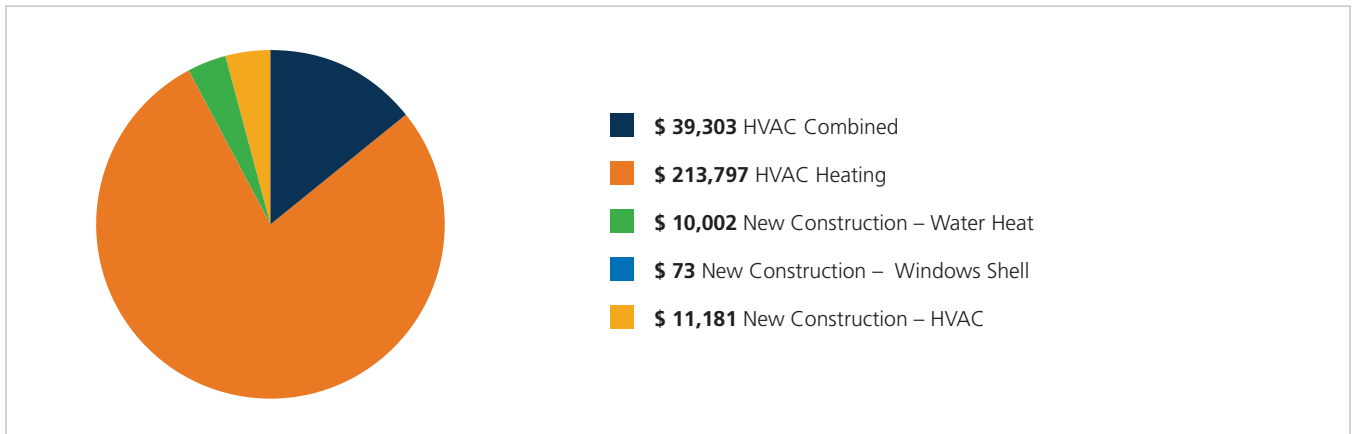 $ 39,303 HVAC Combined
$ 213,797 HVAC Heating
$ 10,002 New Construction – Water Heat
$ 73 New Construction – Windows Shell
$ 11,181 New Construction – HVAC